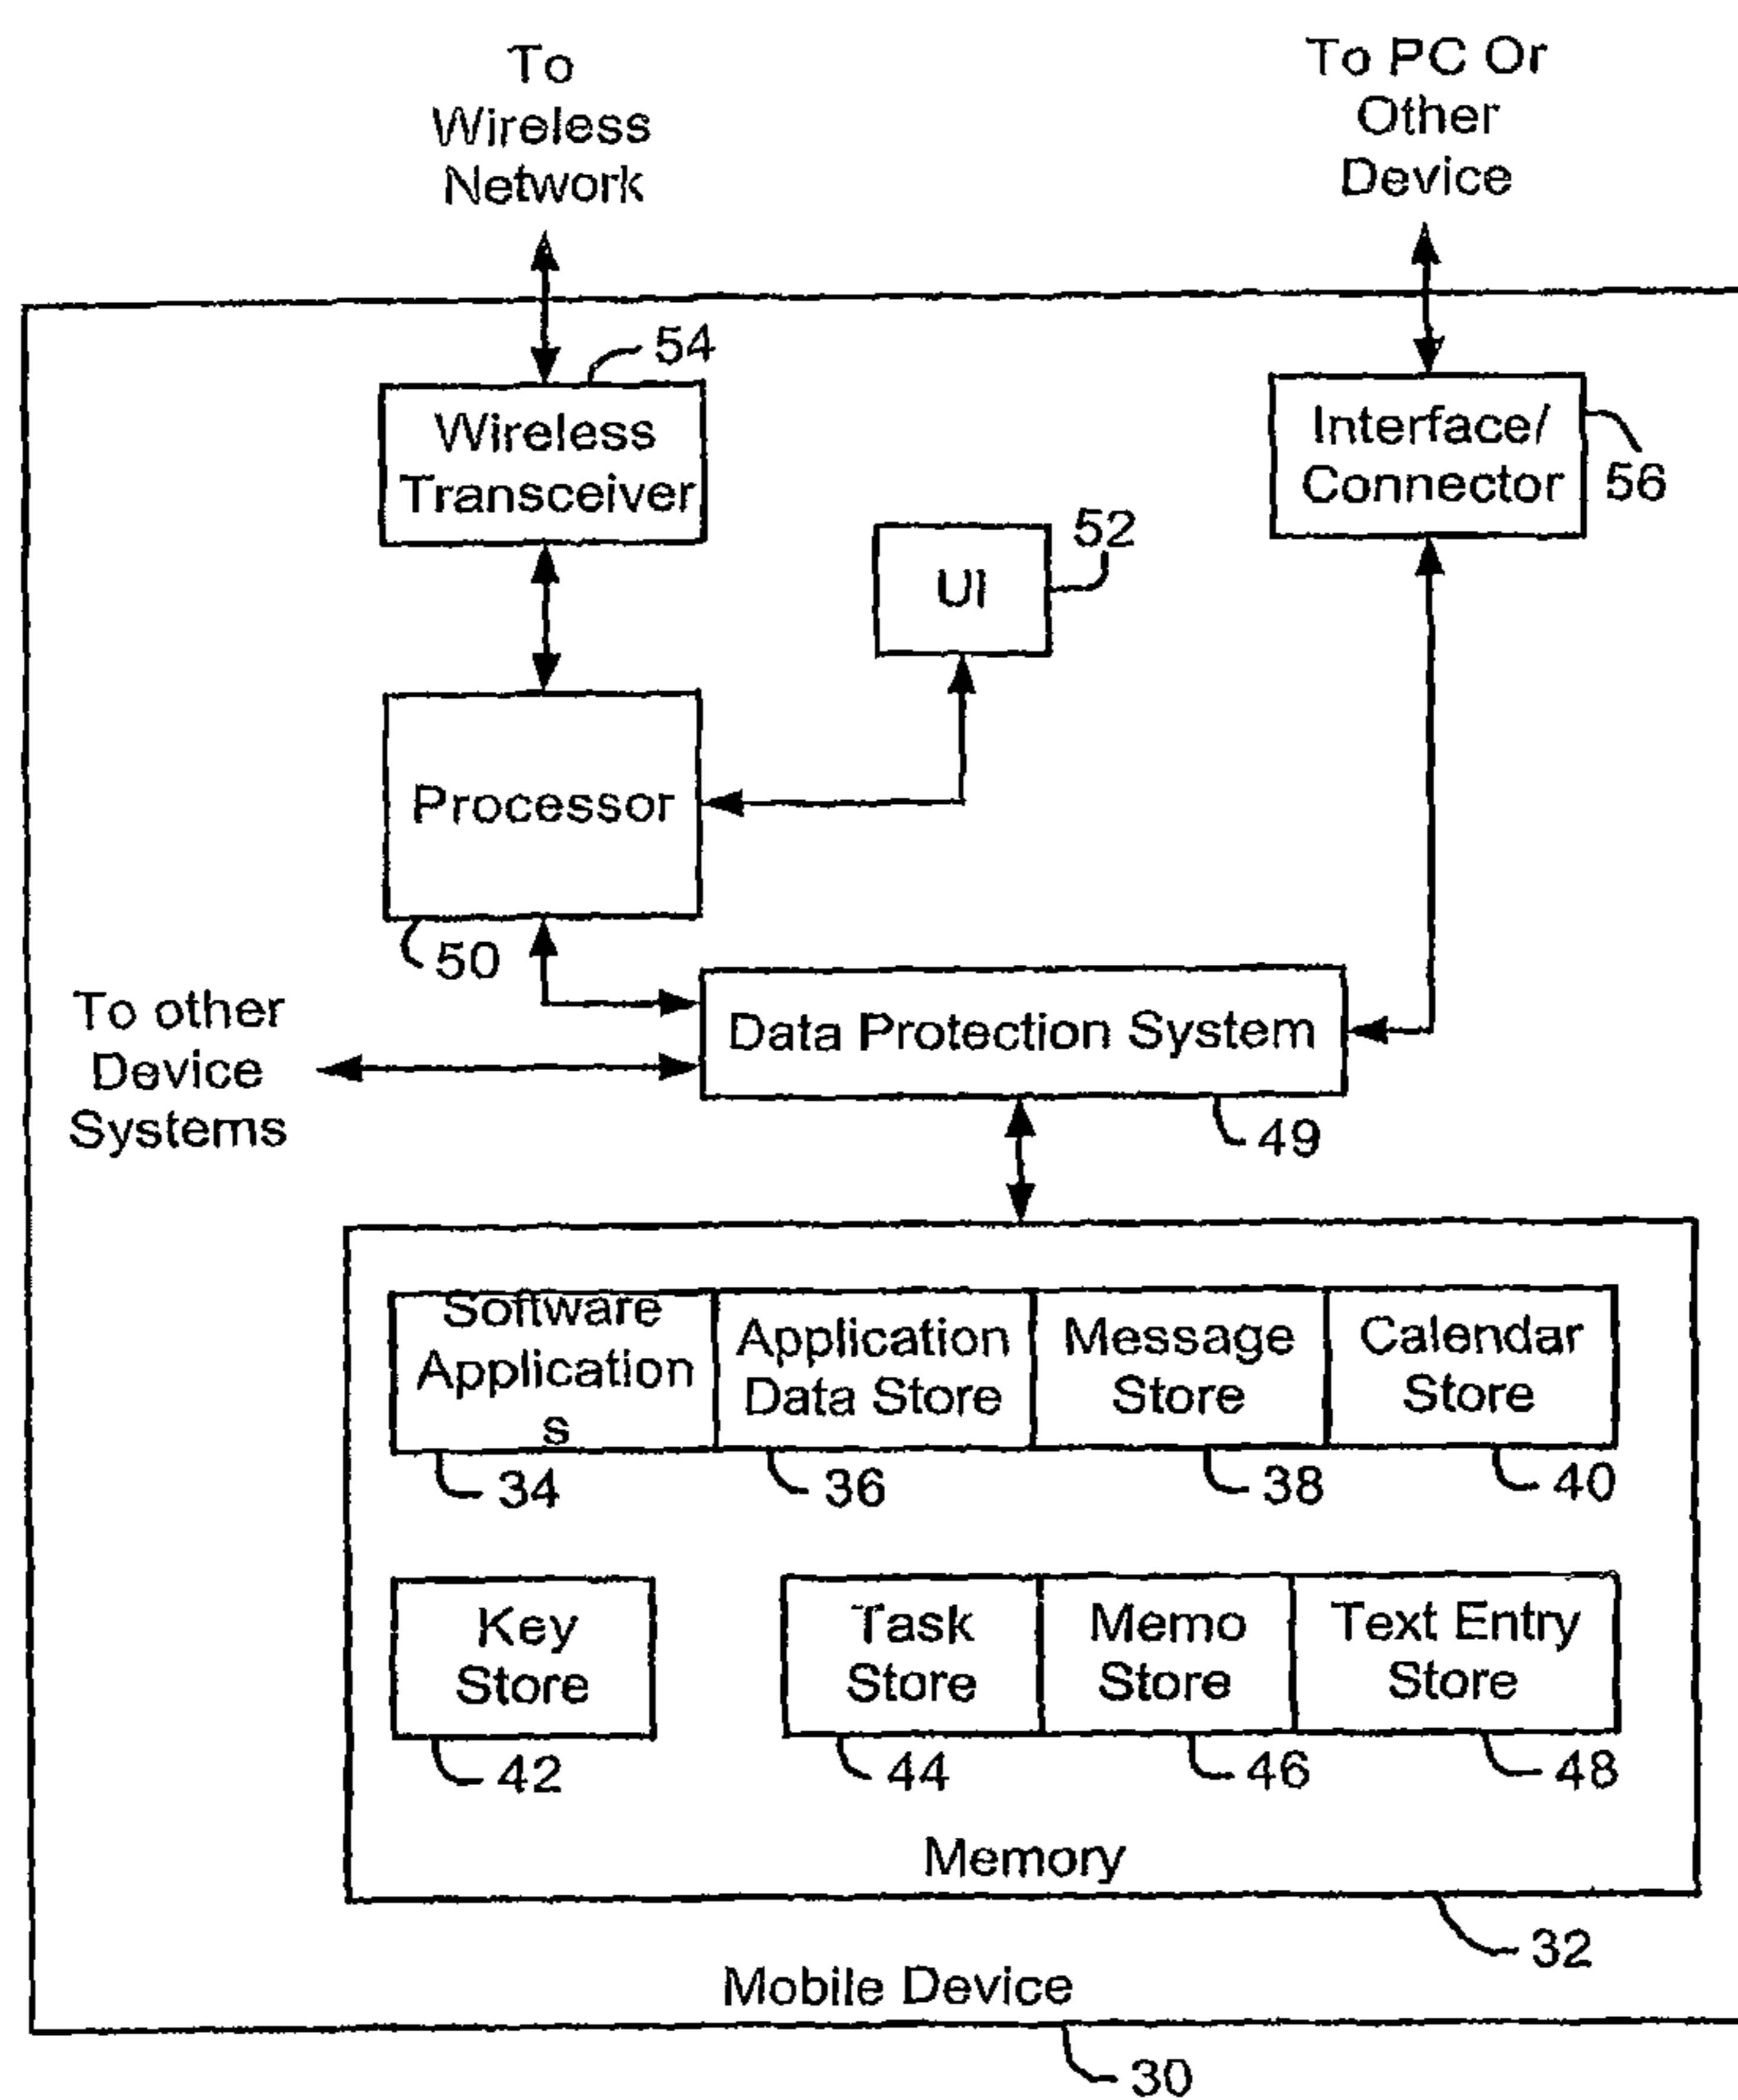 To
Wireless
Network
To PC Or
Other
Device
54
Wireless
Transceiver
Interface/
Connector
56
52
UI
Processor
50
To other
Device
Systems
Data Protection System
49
Software
Application
s
Application
Data Store
Message
Store
Calendar
Store
34
36
38
40
Key
Store
Task
Store
Memo
Store
Text Entry
Store
42
44
46
48
Memory
32
Mobile Device
30